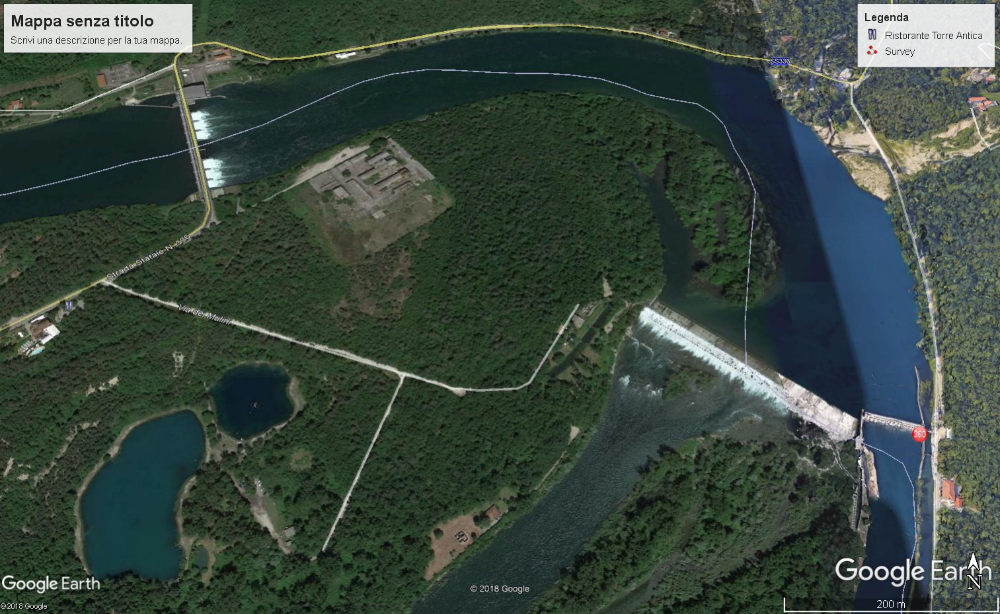 Mappa senza titolo
Scrivi una descrizione per la tua mappa.
Legenda
Ristorante Torre Antica
Survey
SS336
Strada Statale N. 336
Via dei Mulini
360
Google Earth
Google Earth
N
© 2018 Google
©2018 Google
200 m